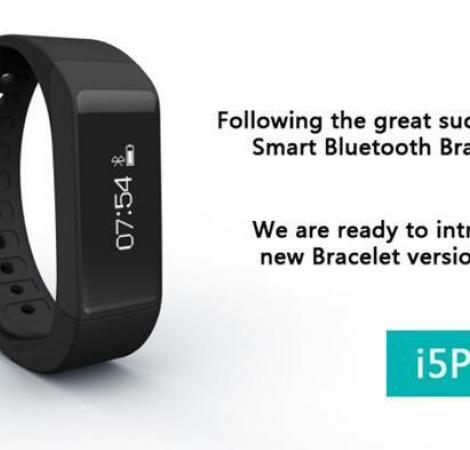 07:54
Following the great suc
Smart Bluetooth Bra
We are ready to intr
new Bracelet versio
i5P